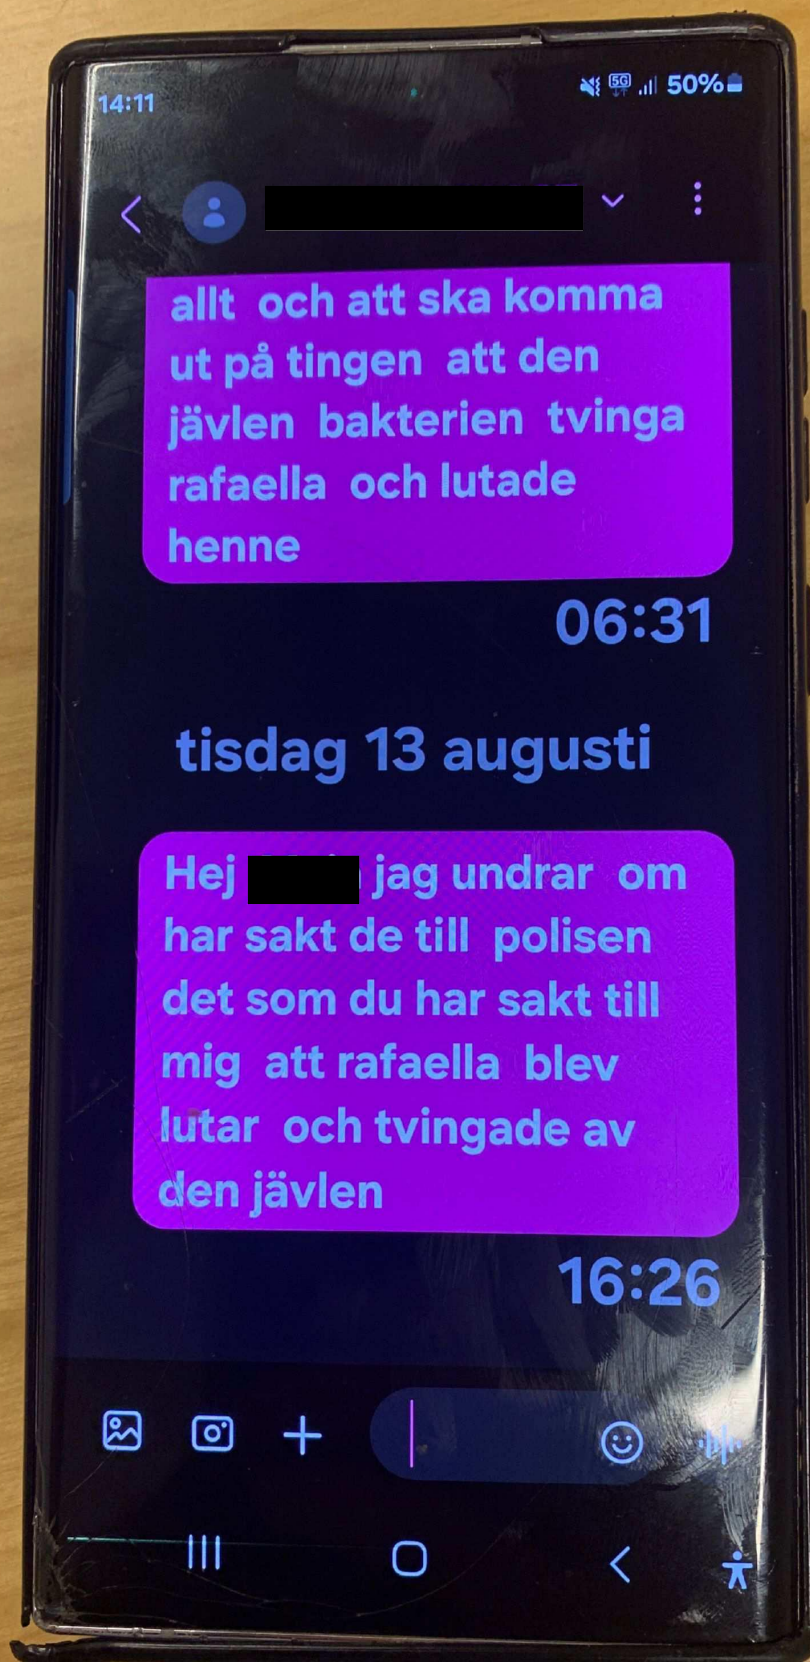 14:11
5G 50%
allt och att ska komma
ut på tingen att den
jävlen bakterien tvinga
rafaella och lutade
henne
06:31
tisdag 13 augusti
Hej jag undrar om
har sakt de till polisen
det som du har sakt till
mig att rafaella blev
lutar och tvingade av
den jävlen
16:26